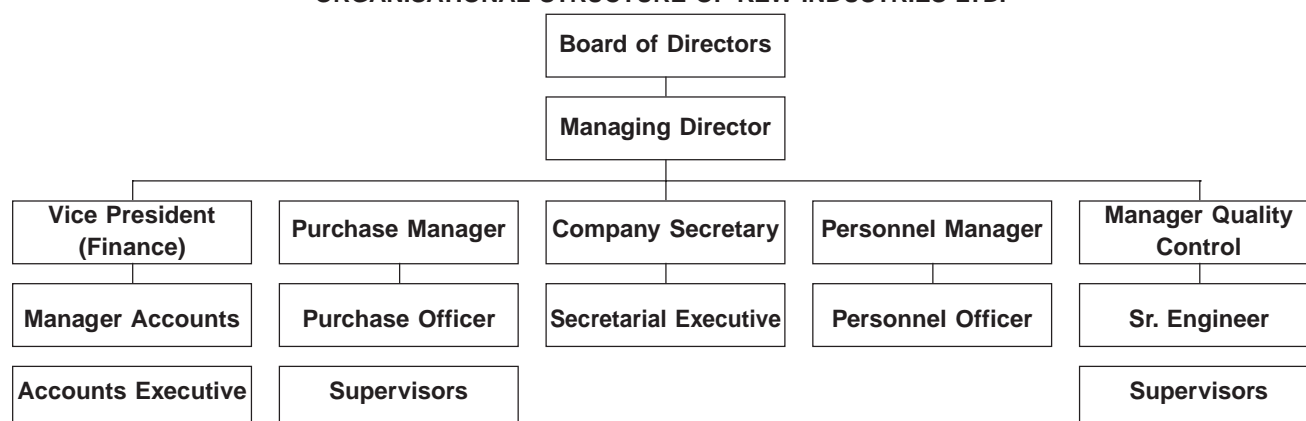 Board of Directors
Managing Director
Vice President
(Finance)
Purchase Manager
Company Secretary
Personnel Manager
Manager Quality
Control
Manager Accounts
Purchase Officer
Secretarial Executive
Personnel Officer
Sr. Engineer
Accounts Executive
Supervisors
Supervisors